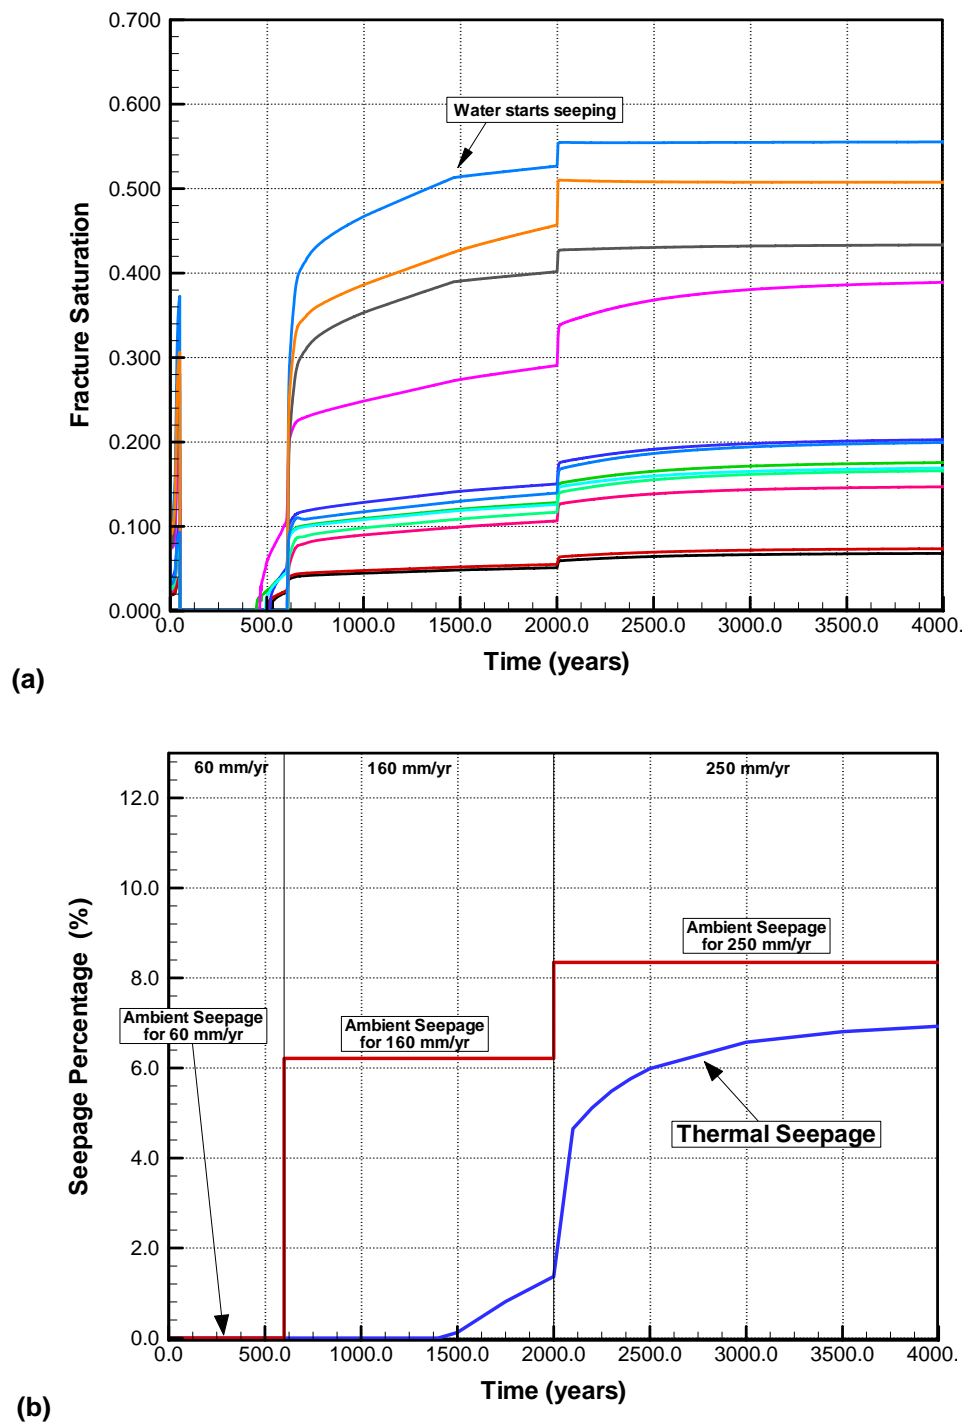 0.700
0.600
0.500
0.400
0.300
0.200
0.100
0.000
Fracture Saturation
Water starts seeping
0.0 500.0 1000.0 1500.0 2000.0 2500.0 3000.0 3500.0 4000.
Time (years)
(a)
60 mm/yr 160 mm/yr 250 mm/yr
12.0
10.0
8.0
6.0
4.0
2.0
0.0
Seepage Percentage (%)
Ambient Seepage
for 250 mm/yr
Ambient Seepage
for 60 mm/yr
Ambient Seepage
for 160 mm/yr
Thermal Seepage
0.0 500.0 1000.0 1500.0 2000.0 2500.0 3000.0 3500.0 4000.
Time (years)
(b)